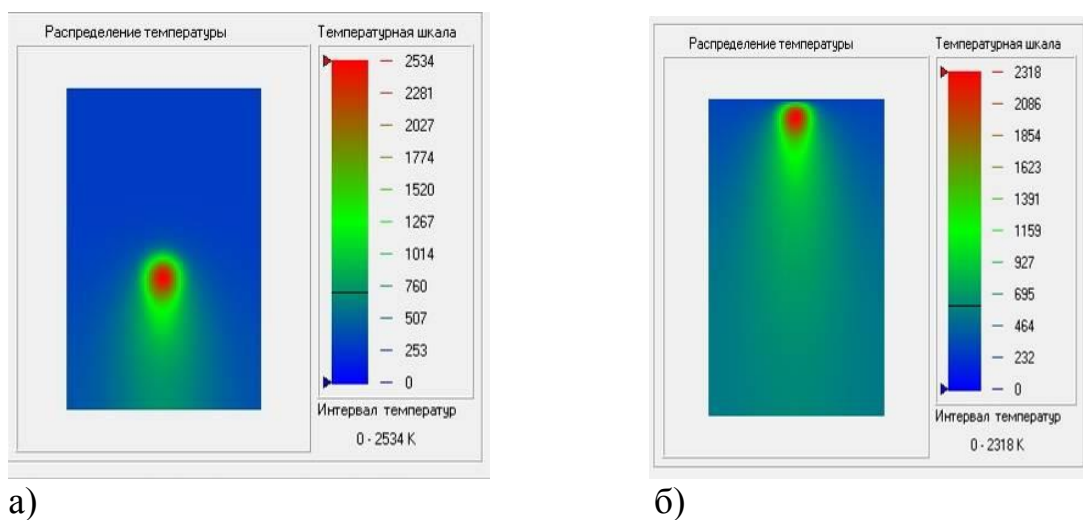 Распределение температуры
Температурная шкала
2534
2281
2027
1774
1520
1267
1014
760
507
253
0
Интервал температур
0 - 2534 K
а)
Распределение температуры
Температурная шкала
2318
2086
1854
1623
1391
1159
927
695
464
232
0
Интервал температур
0 - 2318 K
б)